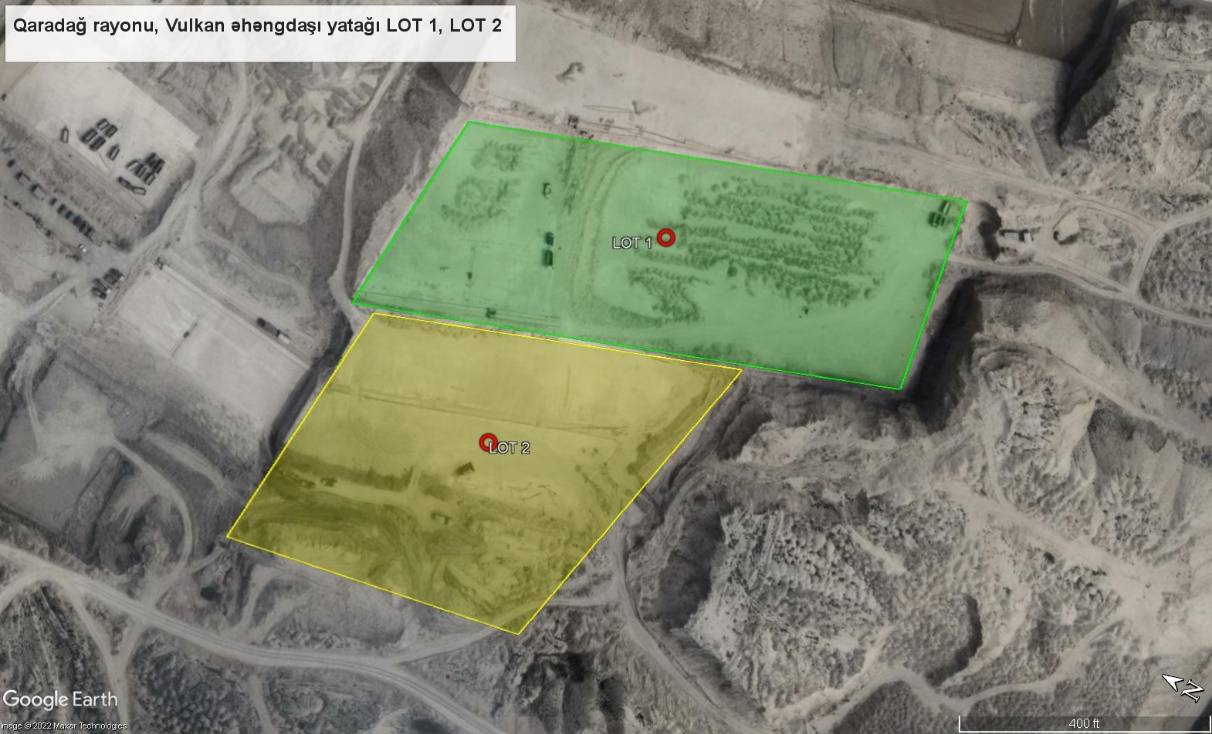 Qaradağ rayonu, Vulkan əhəngdaşı yatağı LOT 1, LOT 2
LOT 1
LOT 2
Google Earth
Image © 2022 Maxar Technologies
N
400 ft